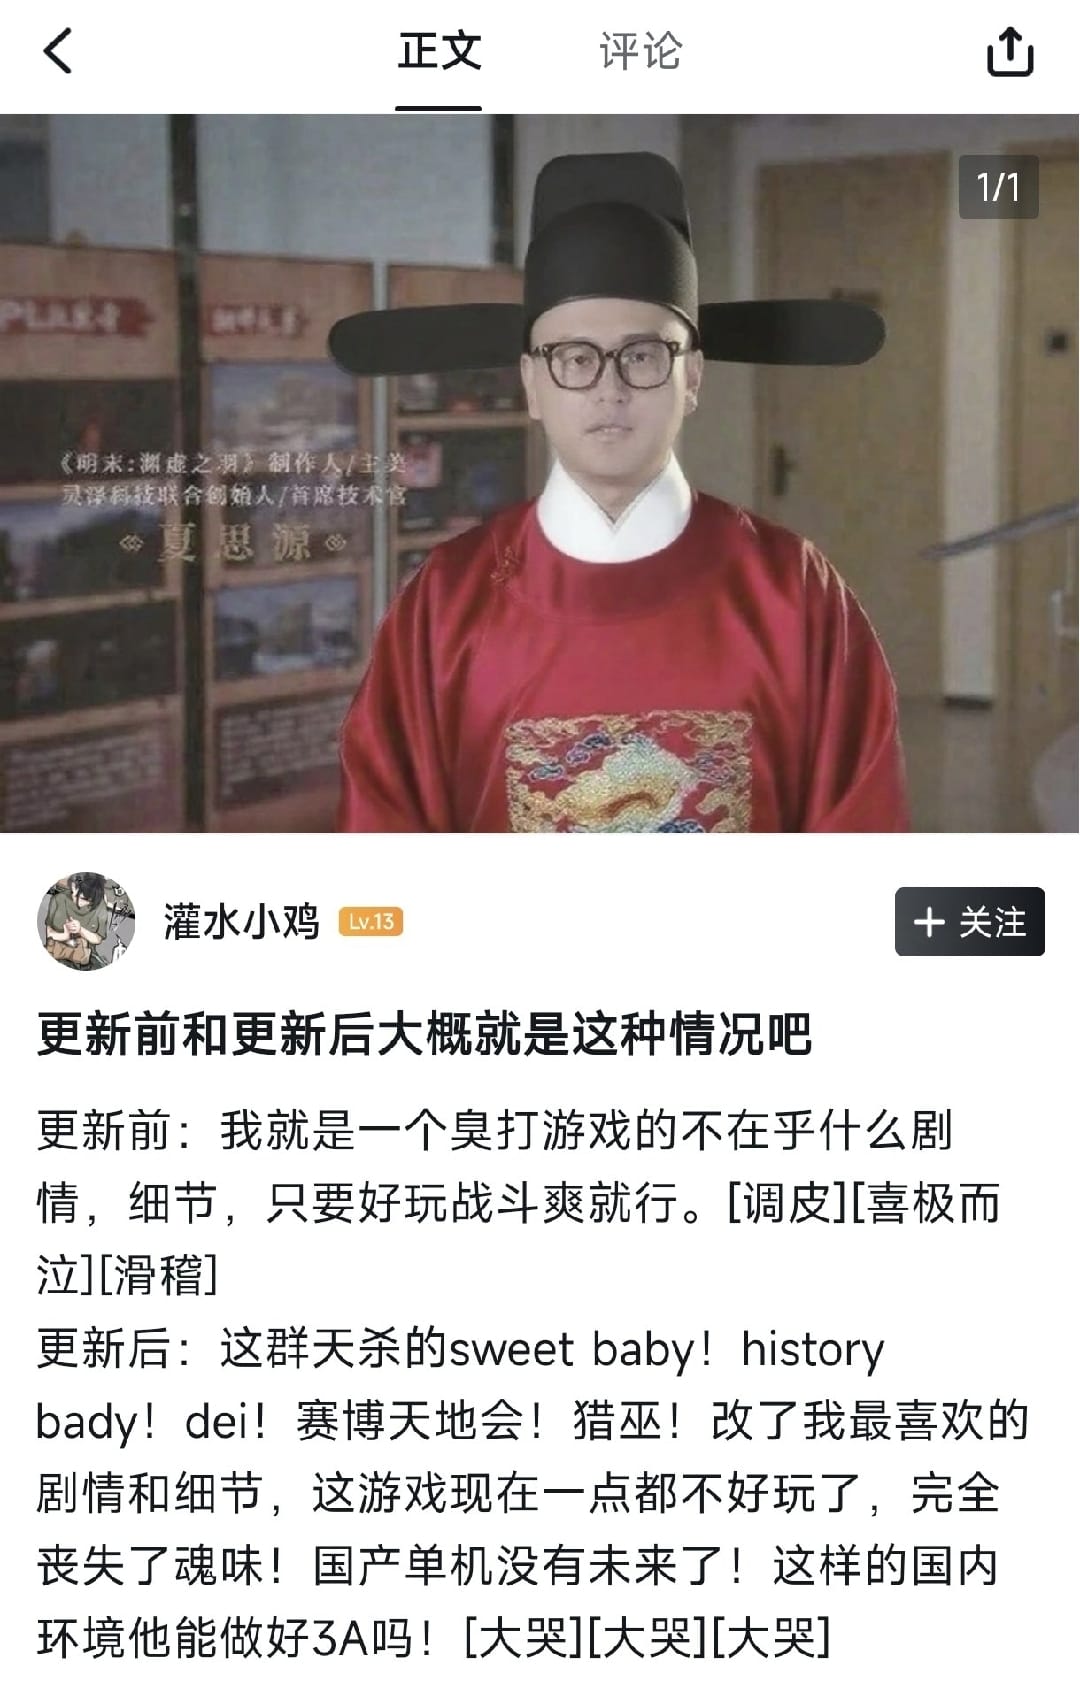 正文
评论
1/1
《明末：渊虚之羽》制作人/主美
灵泽科技联合创始人/首席技术官
夏思源
灌水小鸡 Lv.13
+ 关注
更新前和更新后大概就是这种情况吧
更新前：我就是一个臭打游戏的不在乎什么剧
情，细节，只要好玩战斗爽就行。[调皮][喜极而
泣][滑稽]
更新后：这群天杀的sweet baby！history
bady！dei！赛博天地会！猎巫！改了我最喜欢的
剧情和细节，这游戏现在一点都不好玩了，完全
丧失了魂味！国产单机没有未来了！这样的国内
环境他能做好3A吗！[大哭][大哭][大哭]